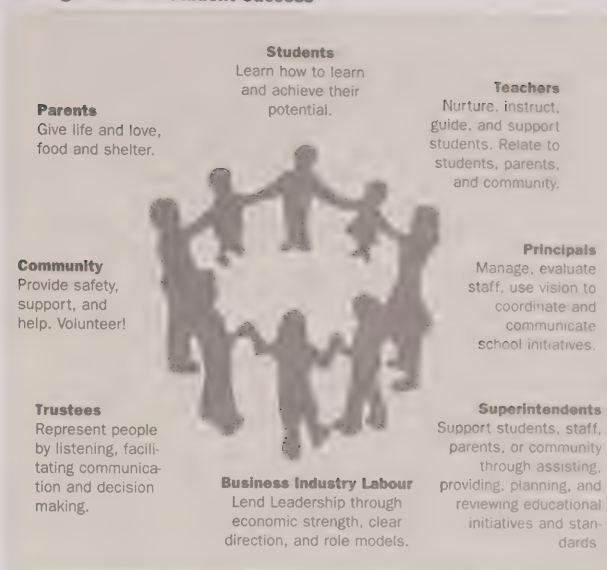 Students
Learn how to learn
and achieve their
potential.
Teachers
Nurture, instruct,
guide, and support
students. Relate to
students, parents,
and community.
Parents
Give life and love,
food and shelter.
Community
Provide safety,
support, and
help. Volunteer!
Principals
Manage, evaluate
staff, use vision to
coordinate and
communicate
school initiatives.
Trustees
Represent people
by listening, facili-
tating communica-
tion and decision
making.
Business Industry Labour
Lend Leadership through
economic strength, clear
direction, and role models.
Superintendents
Support students, staff,
parents, or community
through assisting,
providing, planning, and
reviewing educational
initiatives and stan-
dards